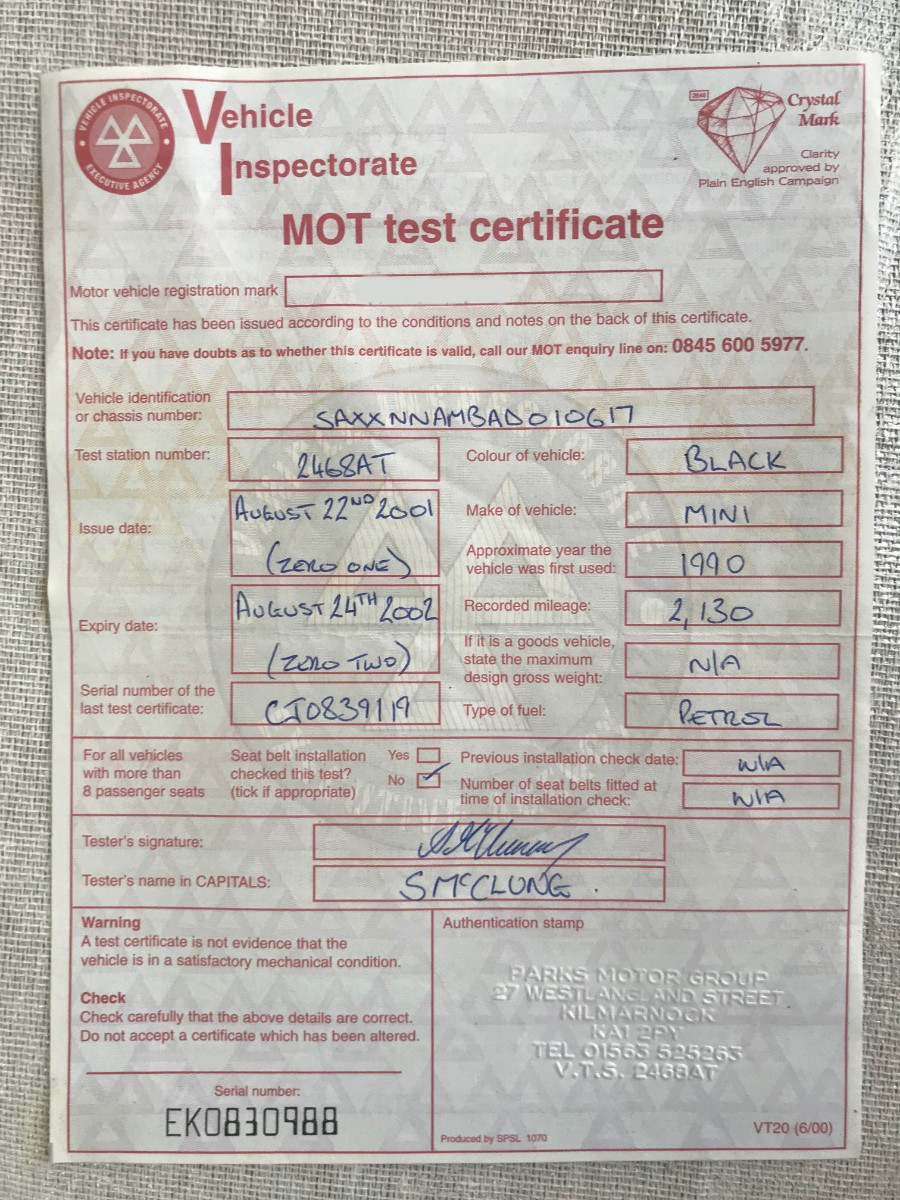 VEHICLE INSPECTORATE
EXECUTIVE AGENCY
Vehicle
Inspectorate
2640
Crystal
Mark
Clarity
approved by
Plain English Campaign
MOT test certificate
Motor vehicle registration mark
This certificate has been issued according to the conditions and notes on the back of this certificate.
Note: If you have doubts as to whether this certificate is valid, call our MOT enquiry line on: 0845 600 5977.
Vehicle identification
or chassis number: SAXXNNAMBAD010617
Test station number: 2468AT
Colour of vehicle: BLACK
Issue date: AUGUST 22ND 2001
(ZERO ONE)
Make of vehicle: MINI
Approximate year the
vehicle was first used: 1990
Expiry date: AUGUST 24TH 2002
(ZERO TWO)
Recorded mileage: 2,130
If it is a goods vehicle,
state the maximum
design gross weight: N/A
Serial number of the
last test certificate: CJ0839119
Type of fuel: PETROL
For all vehicles
with more than
8 passenger seats
Seat belt installation
checked this test?
(tick if appropriate)
Yes
No
Previous installation check date: N/A
Number of seat belts fitted at
time of installation check: N/A
Tester's signature:
Tester's name in CAPITALS: S McCLUNG.
Warning
A test certificate is not evidence that the
vehicle is in a satisfactory mechanical condition.
Check
Check carefully that the above details are correct.
Do not accept a certificate which has been altered.
Serial number:
EK0830988
Authentication stamp
PARKS MOTOR GROUP
27 WESTLANGLAND STREET
KILMARNOCK
KA1 2PY
TEL 01563 525263
V.T.S. 2468AT
Produced by SPSL 1070
VT20 (6/00)